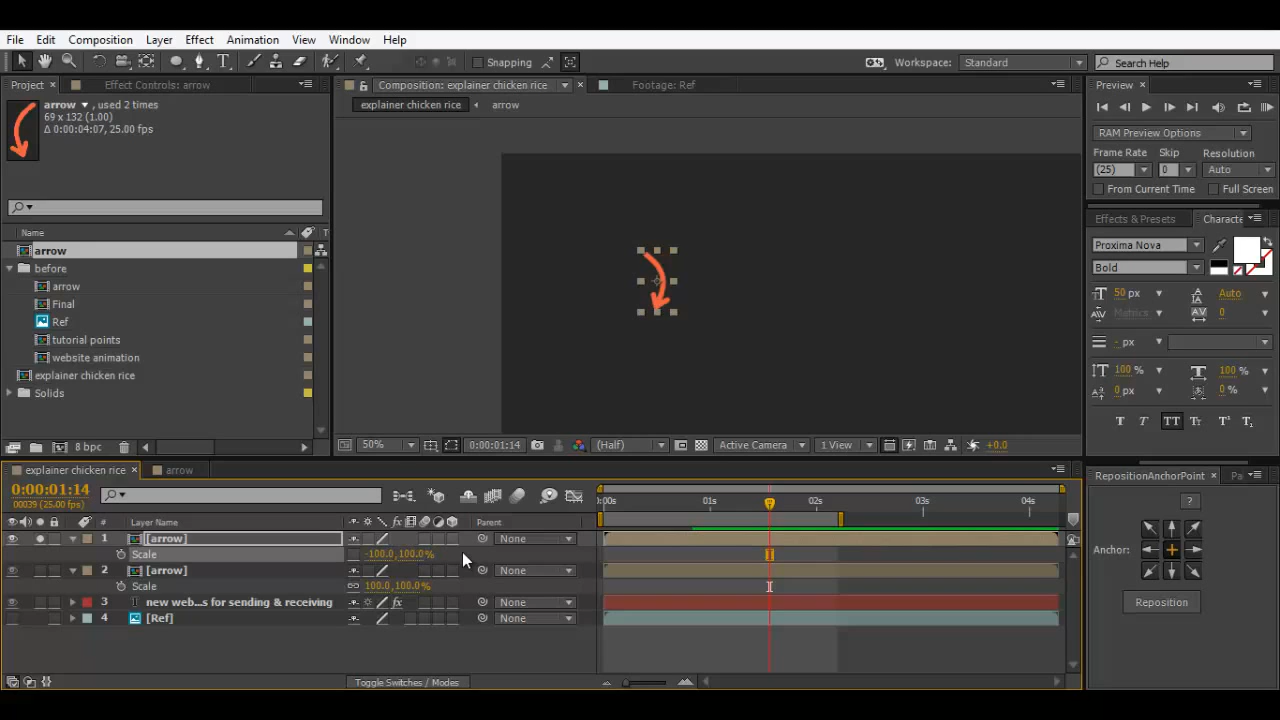 File Edit Composition Layer Effect Animation View Window Help
Snapping Workspace: Standard Search Help
Project × Effect Controls: arrow Composition: explainer chicken rice × Footage: Ref Preview ×
arrow ▼ , used 2 times
69 x 132 (1.00)
Δ 0:00:04:07, 25.00 fps
explainer chicken rice arrow
RAM Preview Options
Frame Rate Skip Resolution
(25) 0 Auto
From Current Time Full Screen
Name T
Effects & Presets Characte
arrow
before
arrow
Final
Ref
tutorial points
website animation
explainer chicken rice
Solids
Proxima Nova
Bold
50 px Auto
Metrics 0
- px
100 % 100 %
0 px 0 %
T T TT Tт T¹ T₁
8 bpc
50% 0:00:01:14 (Half) Active Camera 1 View +0.0
explainer chicken rice × arrow
RepositionAnchorPoint × Pa
0:00:01:14
00039 (25.00 fps)
:00s 01s 02s 03s 04s
?
# Layer Name Parent
1 [arrow] None
Scale -100.0,100.0%
2 [arrow] None
Scale 100.0,100.0%
3 new web...s for sending & receiving fx None
4 [Ref] None
Anchor:
Reposition
Toggle Switches / Modes